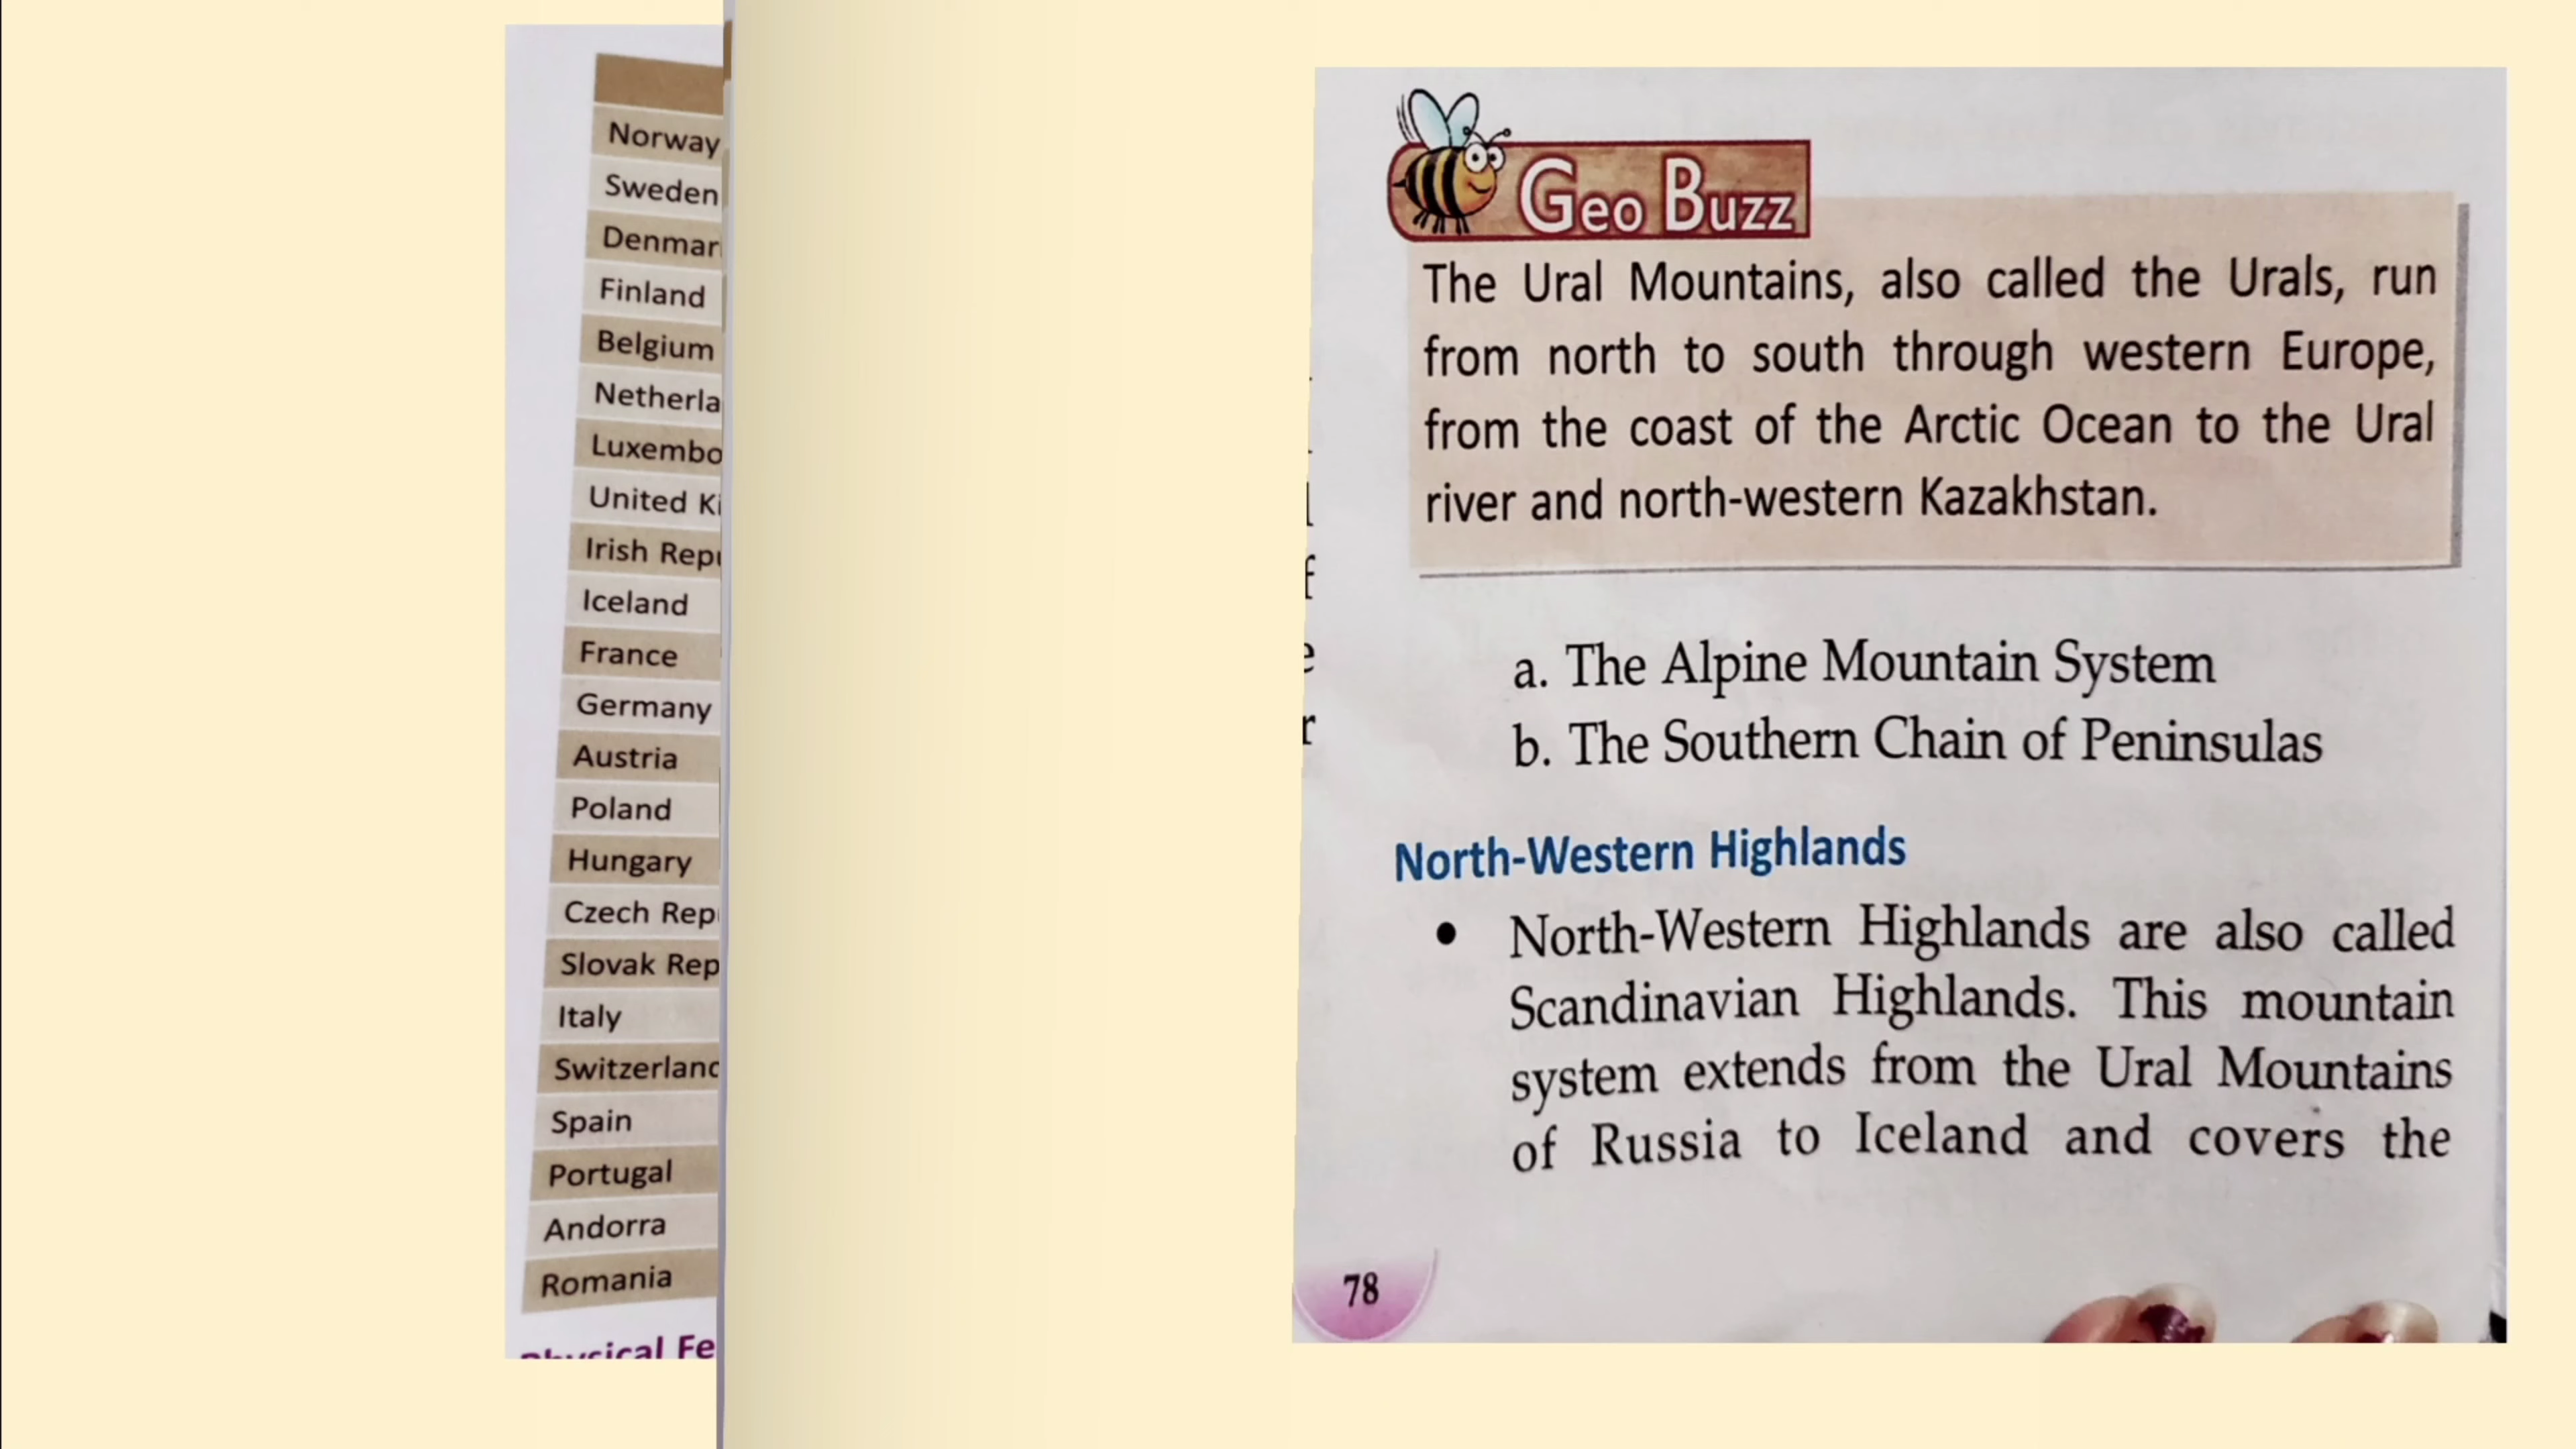 Norway
Sweden
Denmar
Finland
Belgium
Netherla
Luxembo
United Ki
Irish Rep
Iceland
France
Germany
Austria
Poland
Hungary
Czech Rep
Slovak Rep
Italy
Switzerland
Spain
Portugal
Andorra
Romania
Physical Fe
GEO BUZZ
The Ural Mountains, also called the Urals, run
from north to south through western Europe,
from the coast of the Arctic Ocean to the Ural
river and north-western Kazakhstan.
a. The Alpine Mountain System
b. The Southern Chain of Peninsulas
North-Western Highlands
• North-Western Highlands are also called
Scandinavian Highlands. This mountain
system extends from the Ural Mountains
of Russia to Iceland and covers the
78